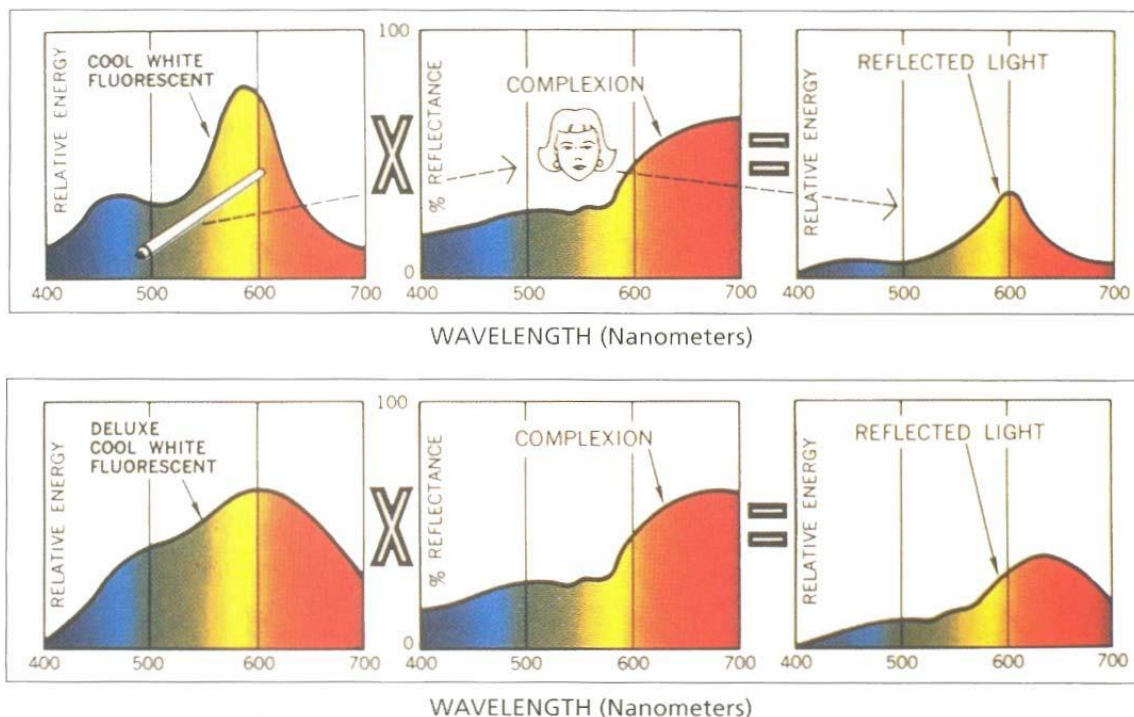 RELATIVE ENERGY
COOL WHITE
FLUORESCENT
400
500
600
700
X
100
% REFLECTANCE
0
COMPLEXION
400
500
600
700
=
RELATIVE ENERGY
REFLECTED LIGHT
400
500
600
700
WAVELENGTH (Nanometers)
RELATIVE ENERGY
DELUXE
COOL WHITE
FLUORESCENT
400
500
600
700
X
100
% REFLECTANCE
0
COMPLEXION
400
500
600
700
=
RELATIVE ENERGY
REFLECTED LIGHT
400
500
600
700
WAVELENGTH (Nanometers)